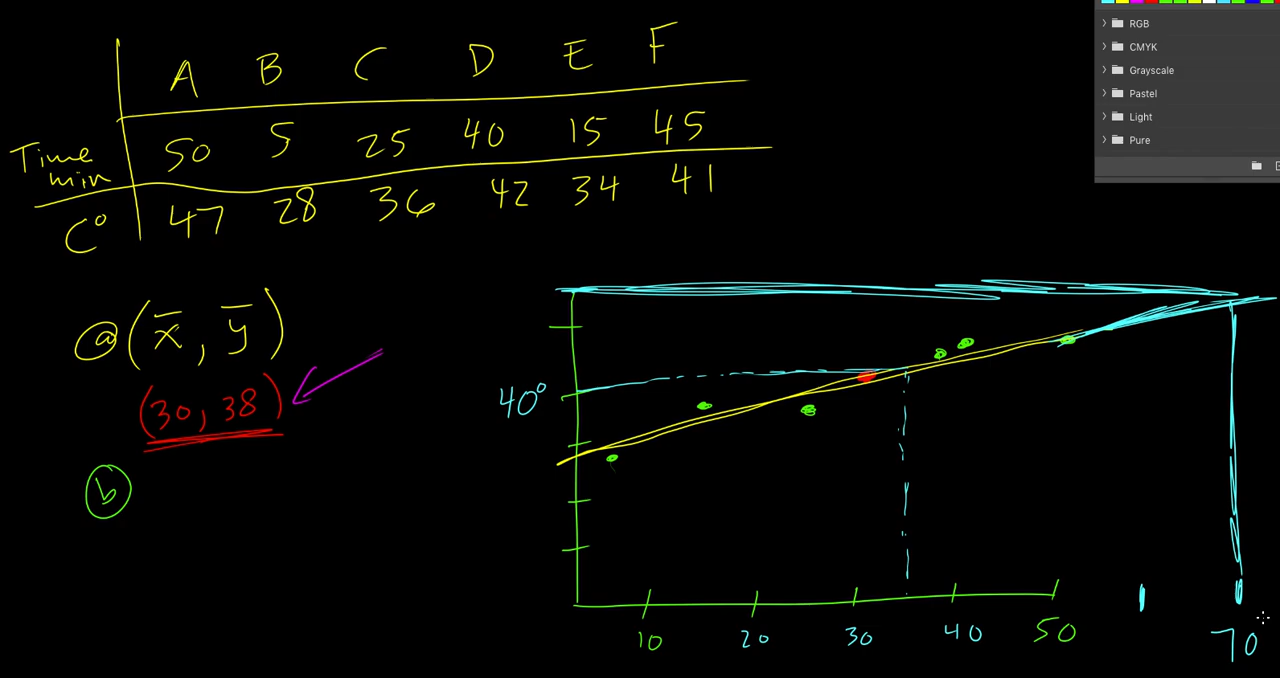 A B C D E F
Time min 50 5 25 40 15 45
C° 47 28 36 42 34 41
ⓐ (x̄, ȳ)
(30, 38)
ⓑ
40°
10 20 30 40 50 70
RGB
CMYK
Grayscale
Pastel
Light
Pure